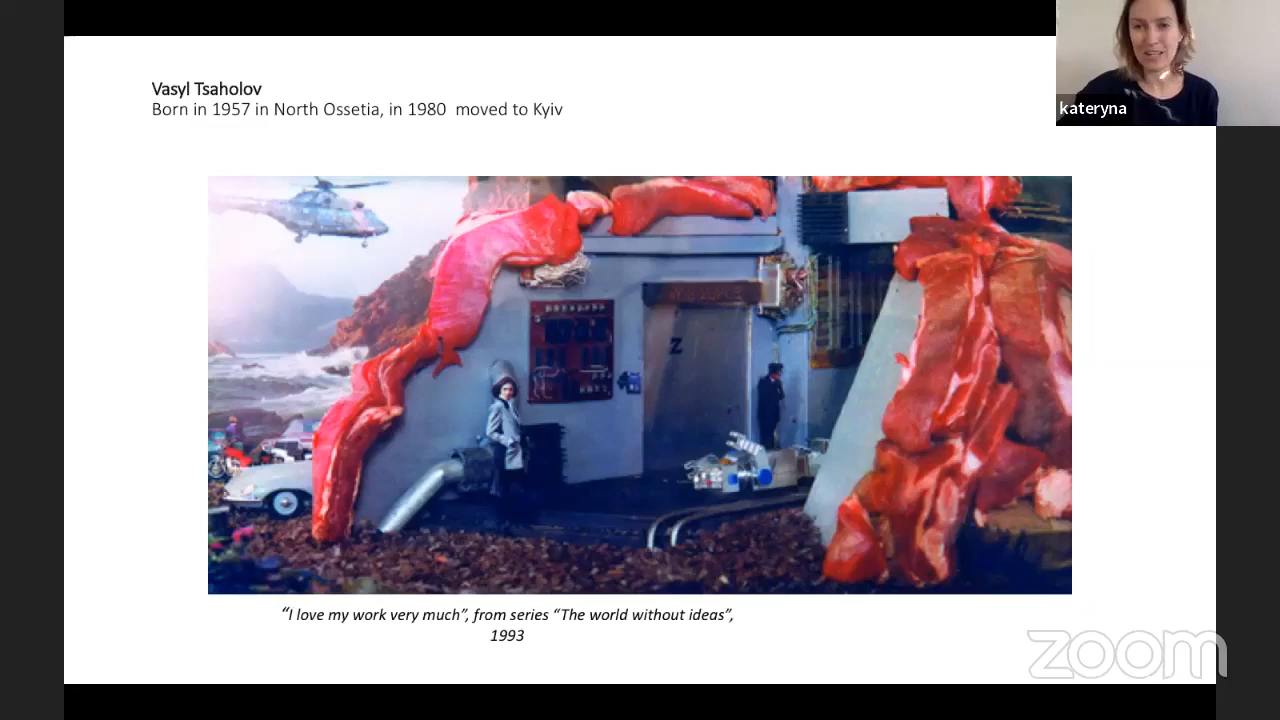 Vasyl Tsaholov
Born in 1957 in North Ossetia, in 1980 moved to Kyiv
kateryna
Z
“I love my work very much”, from series “The world without ideas”,
1993
zoom